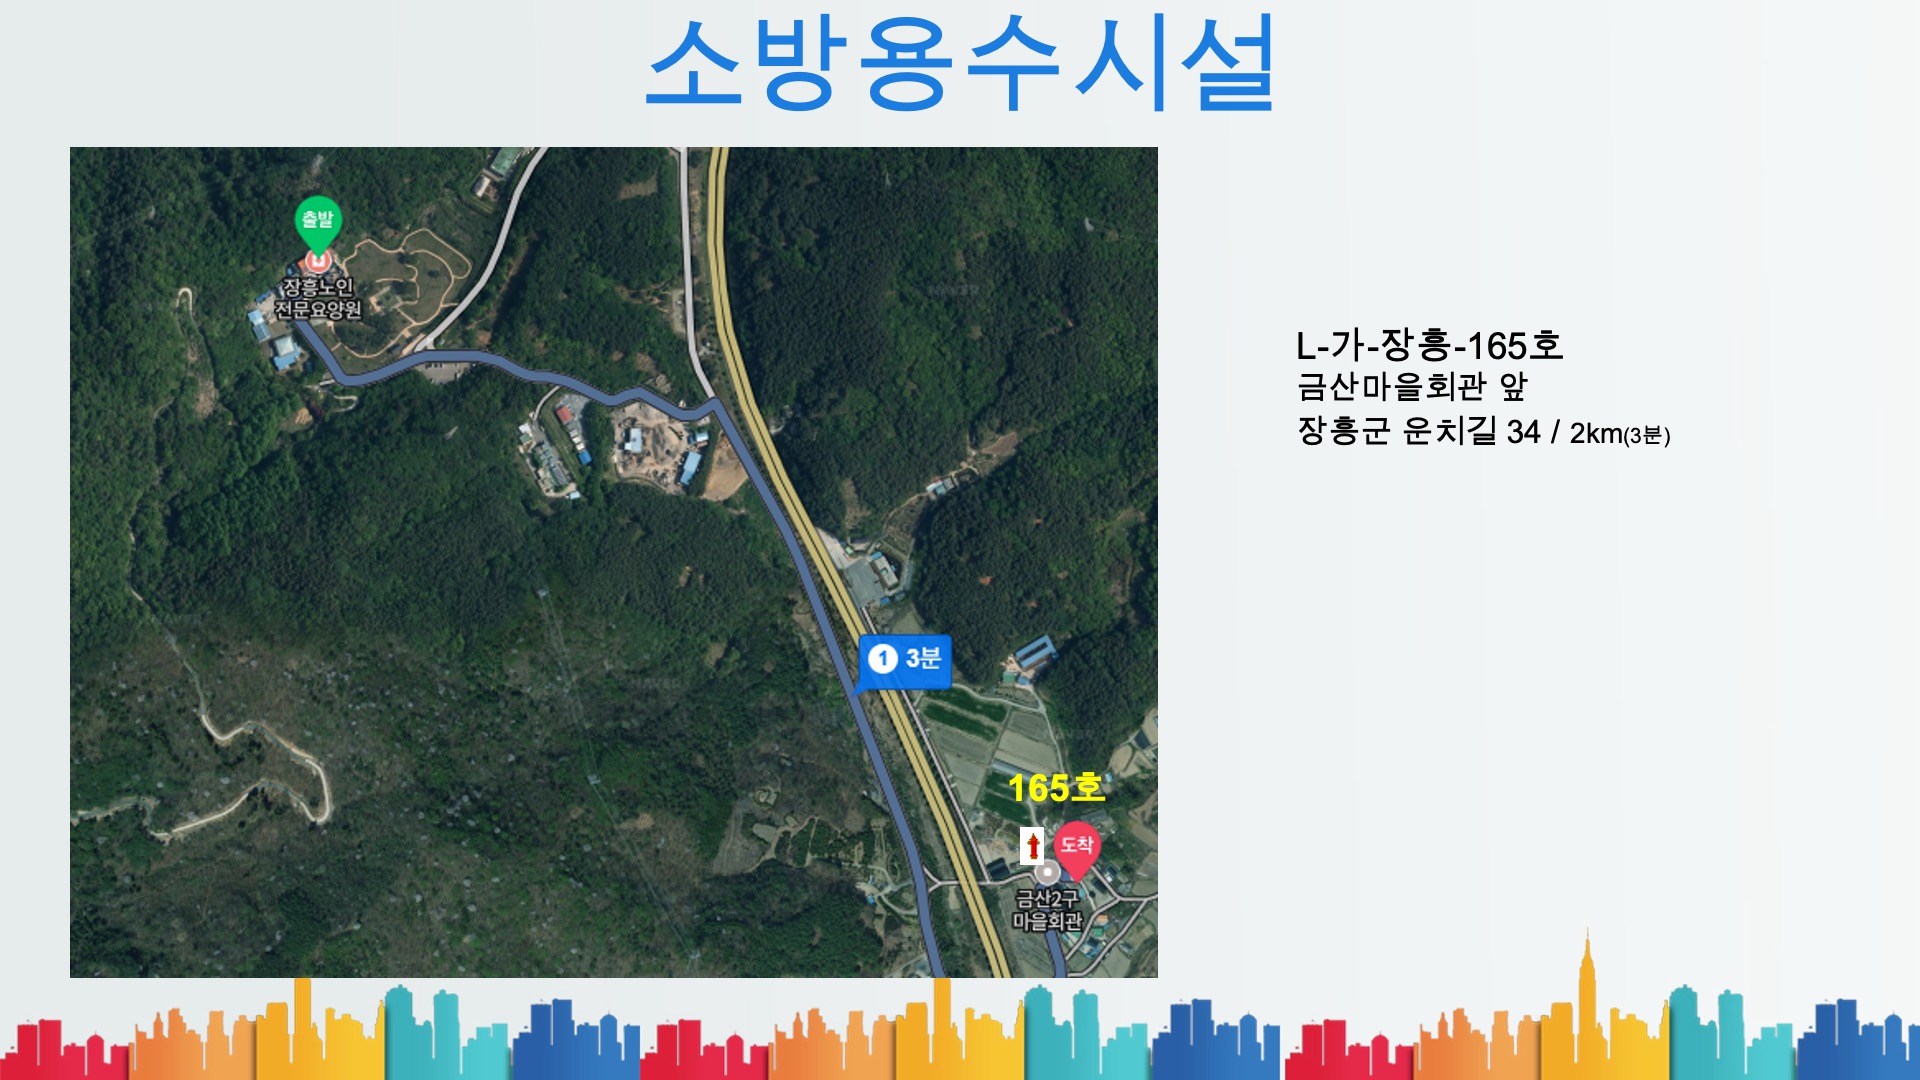 소방용수시설
출발
장흥노인
전문요양원
L-가-장흥-165호
금산마을회관 앞
장흥군 운치길 34 / 2km(3분)
1 3분
165호
도착
금산2구
마을회관